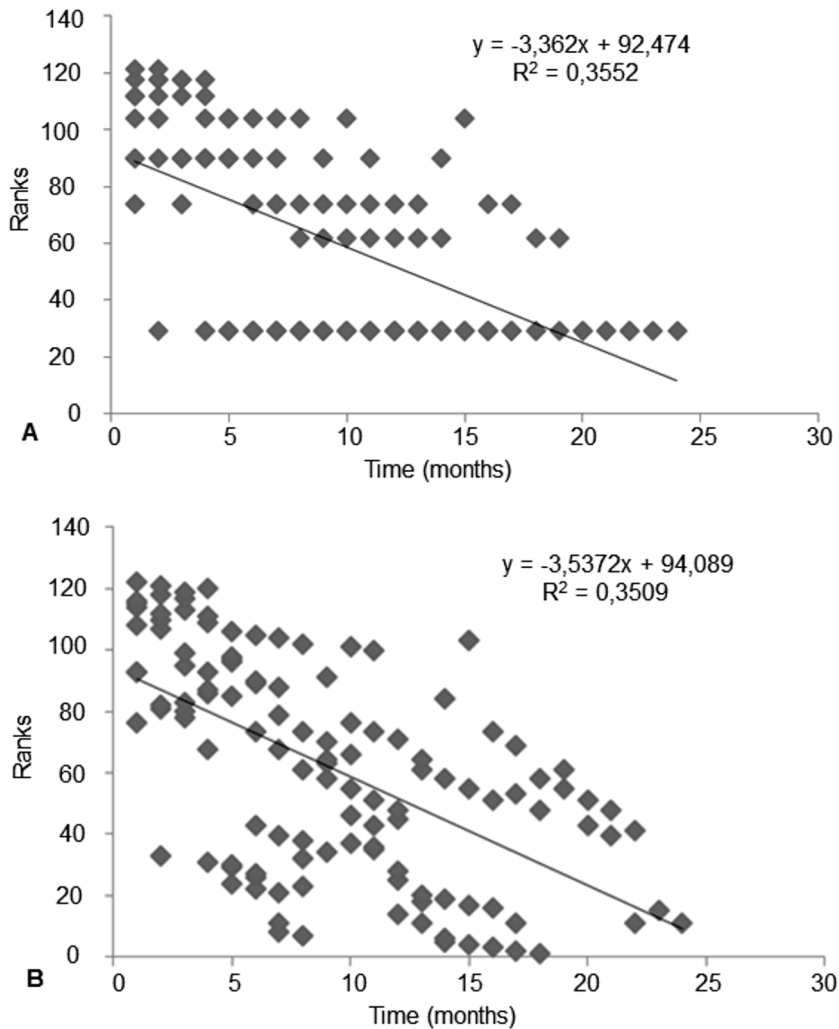 140
y = -3,362x + 92,474
R² = 0,3552
120
100
80
60
40
20
0
Ranks
A
0 5 10 15 20 25 30
Time (months)
140
y = -3,5372x + 94,089
R² = 0,3509
120
100
80
60
40
20
0
Ranks
B
0 5 10 15 20 25 30
Time (months)